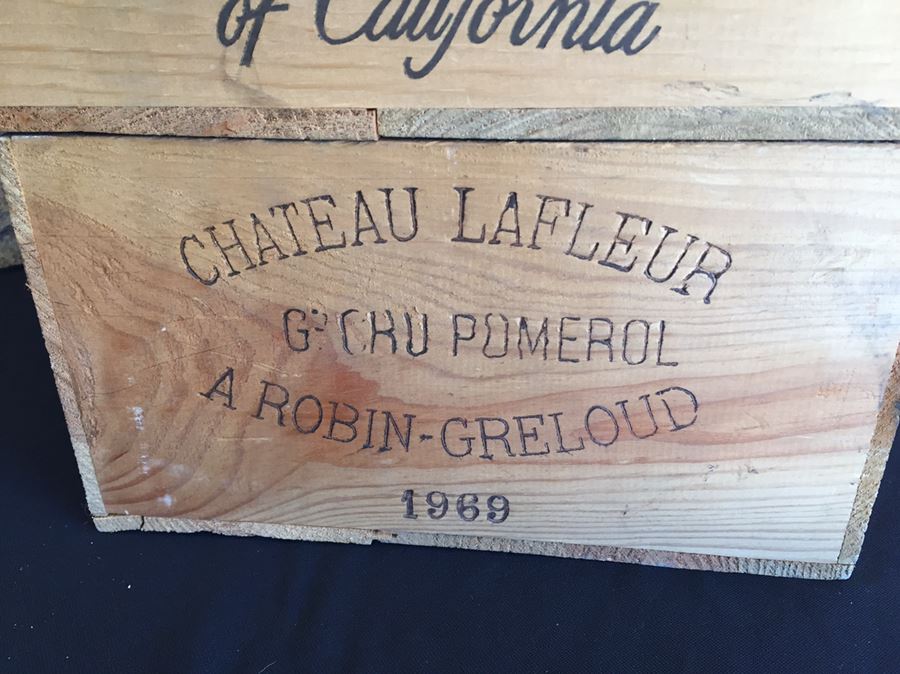 of California
CHATEAU LAFLEUR
Gᴰ CRU POMEROL
A ROBIN-GRELOUD
1969